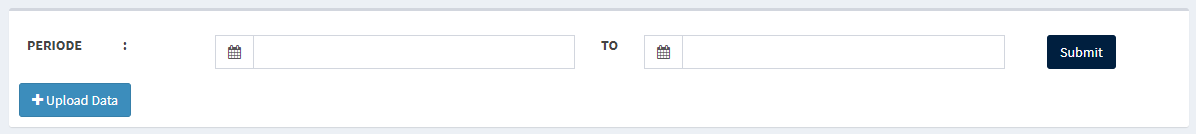 PERIODE : TO Submit
Upload Data